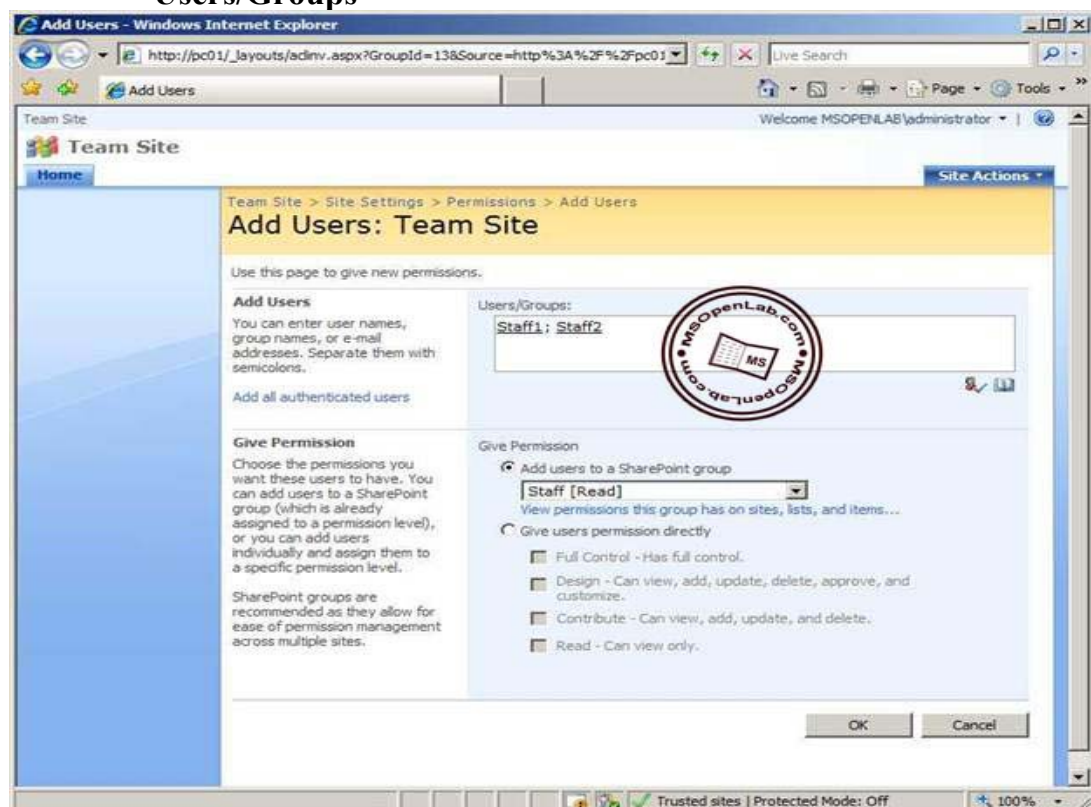 Users/Groups
Add Users - Windows Internet Explorer
http://pc01/_layouts/aclinv.aspx?GroupId=13&Source=http%3A%2F%2Fpc01
Live Search
Add Users
Page
Tools
Team Site
Welcome MSOPENLAB\administrator
Team Site
Home
Site Actions
Team Site > Site Settings > Permissions > Add Users
Add Users: Team Site
Use this page to give new permissions.
Add Users
You can enter user names,
group names, or e-mail
addresses. Separate them with
semicolons.
Add all authenticated users
Users/Groups:
Staff1; Staff2
MSOpenLab.com
MSOpenLab.com
MS
Give Permission
Choose the permissions you
want these users to have. You
can add users to a SharePoint
group (which is already
assigned to a permission level),
or you can add users
individually and assign them to
a specific permission level.
SharePoint groups are
recommended as they allow for
ease of permission management
across multiple sites.
Give Permission
Add users to a SharePoint group
Staff [Read]
View permissions this group has on sites, lists, and items...
Give users permission directly
Full Control - Has full control.
Design - Can view, add, update, delete, approve, and
customize.
Contribute - Can view, add, update, and delete.
Read - Can view only.
OK
Cancel
Trusted sites | Protected Mode: Off
100%